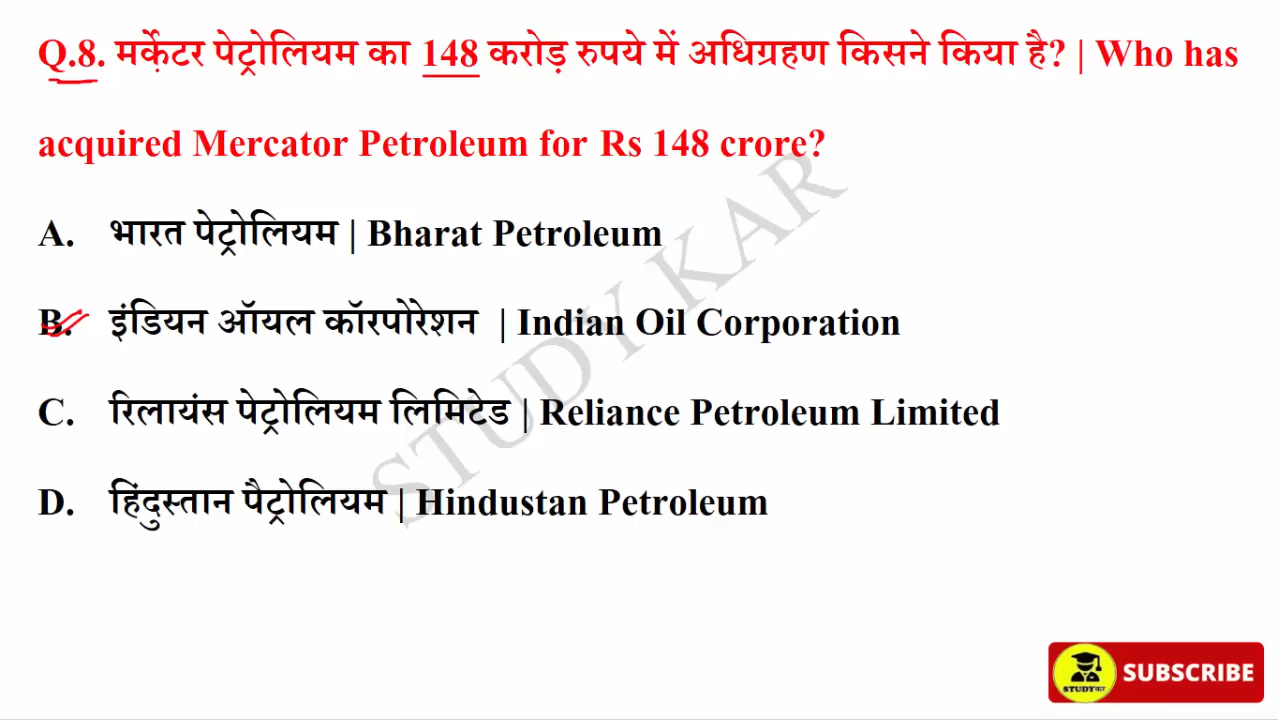 Q.8. मर्केटर पेट्रोलियम का 148 करोड़ रुपये में अधिग्रहण किसने किया है? | Who has
acquired Mercator Petroleum for Rs 148 crore?
A. भारत पेट्रोलियम | Bharat Petroleum
B. इंडियन ऑयल कॉरपोरेशन | Indian Oil Corporation
C. रिलायंस पेट्रोलियम लिमिटेड | Reliance Petroleum Limited
D. हिंदुस्तान पैट्रोलियम | Hindustan Petroleum
STUDY KAR
STUDYकर
SUBSCRIBE